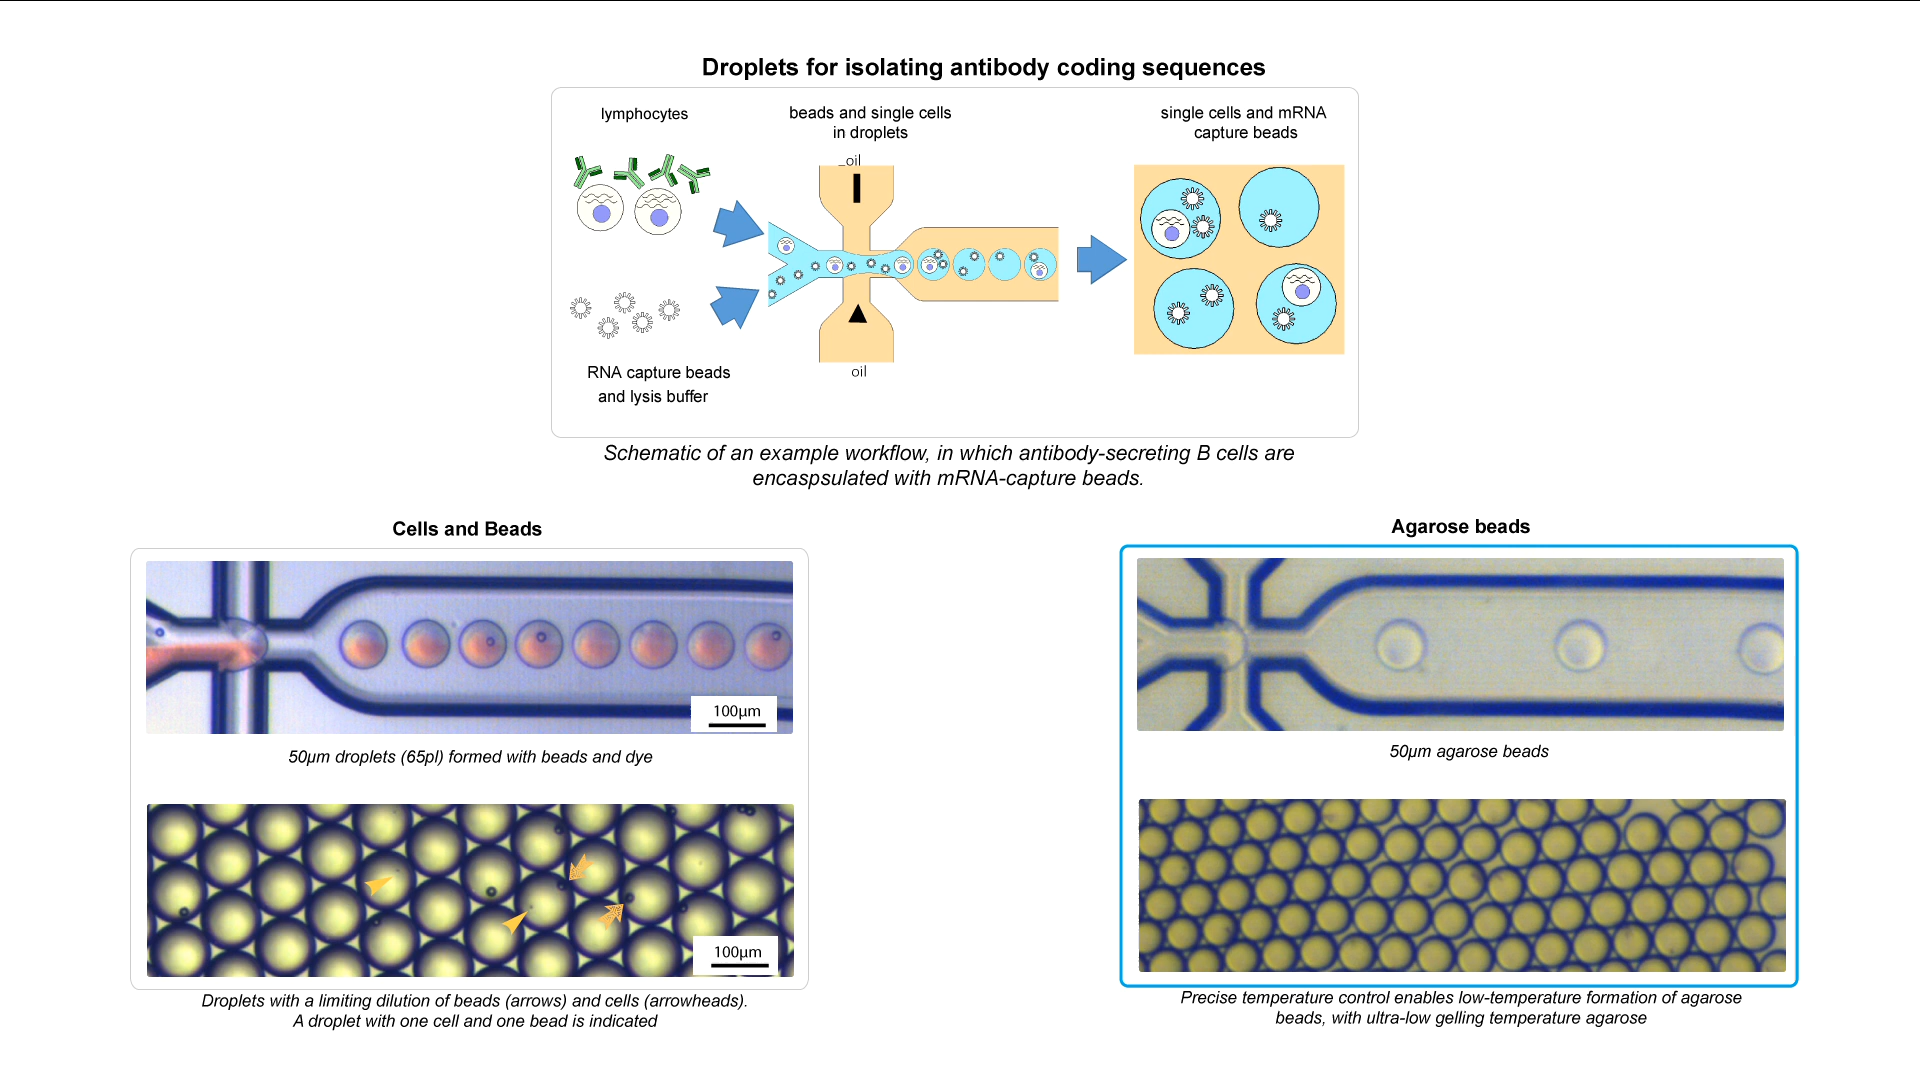 Droplets for isolating antibody coding sequences
lymphocytes
beads and single cells
in droplets
single cells and mRNA
capture beads
_oil
oil
RNA capture beads
and lysis buffer
Schematic of an example workflow, in which antibody-secreting B cells are
encaspsulated with mRNA-capture beads.
Cells and Beads
100µm
50µm droplets (65pl) formed with beads and dye
100µm
Droplets with a limiting dilution of beads (arrows) and cells (arrowheads).
A droplet with one cell and one bead is indicated
Agarose beads
50µm agarose beads
Precise temperature control enables low-temperature formation of agarose
beads, with ultra-low gelling temperature agarose